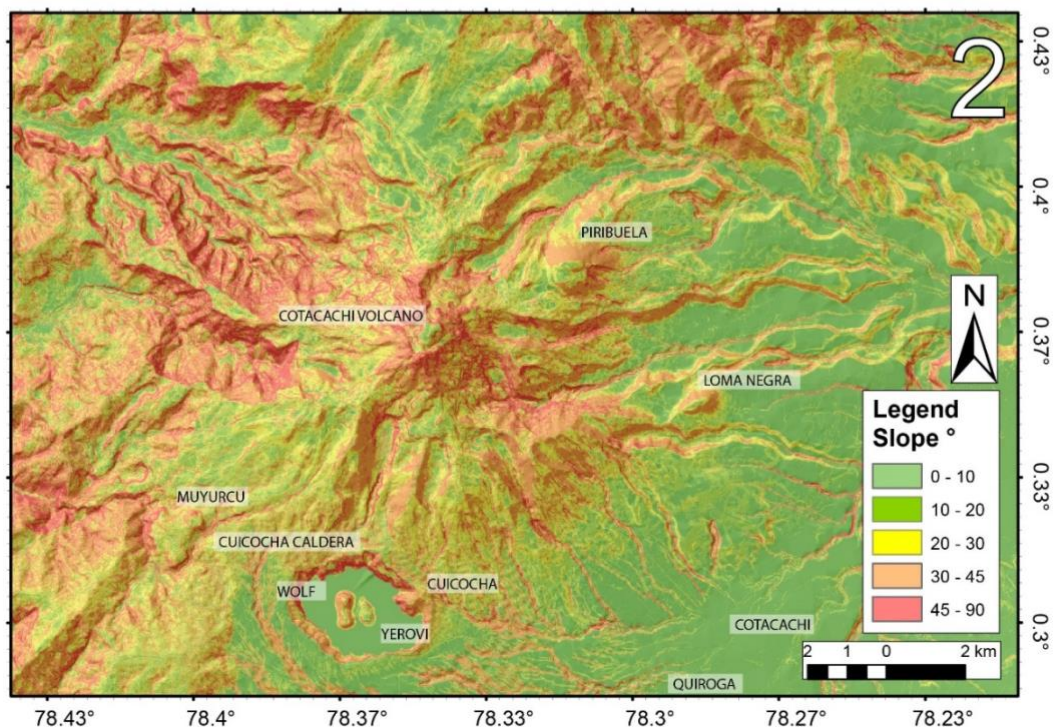 2
0.43°
0.4°
PIRIBUELA
COTACACHI VOLCANO
N
0.37°
LOMA NEGRA
Legend
Slope °
0 - 10
10 - 20
20 - 30
30 - 45
45 - 90
0.33°
MUYURCU
CUICOCHA CALDERA
WOLF
CUICOCHA
YEROVI
COTACACHI
0.3°
2 1 0 2 km
QUIROGA
78.43° 78.4° 78.37° 78.33° 78.3° 78.27° 78.23°